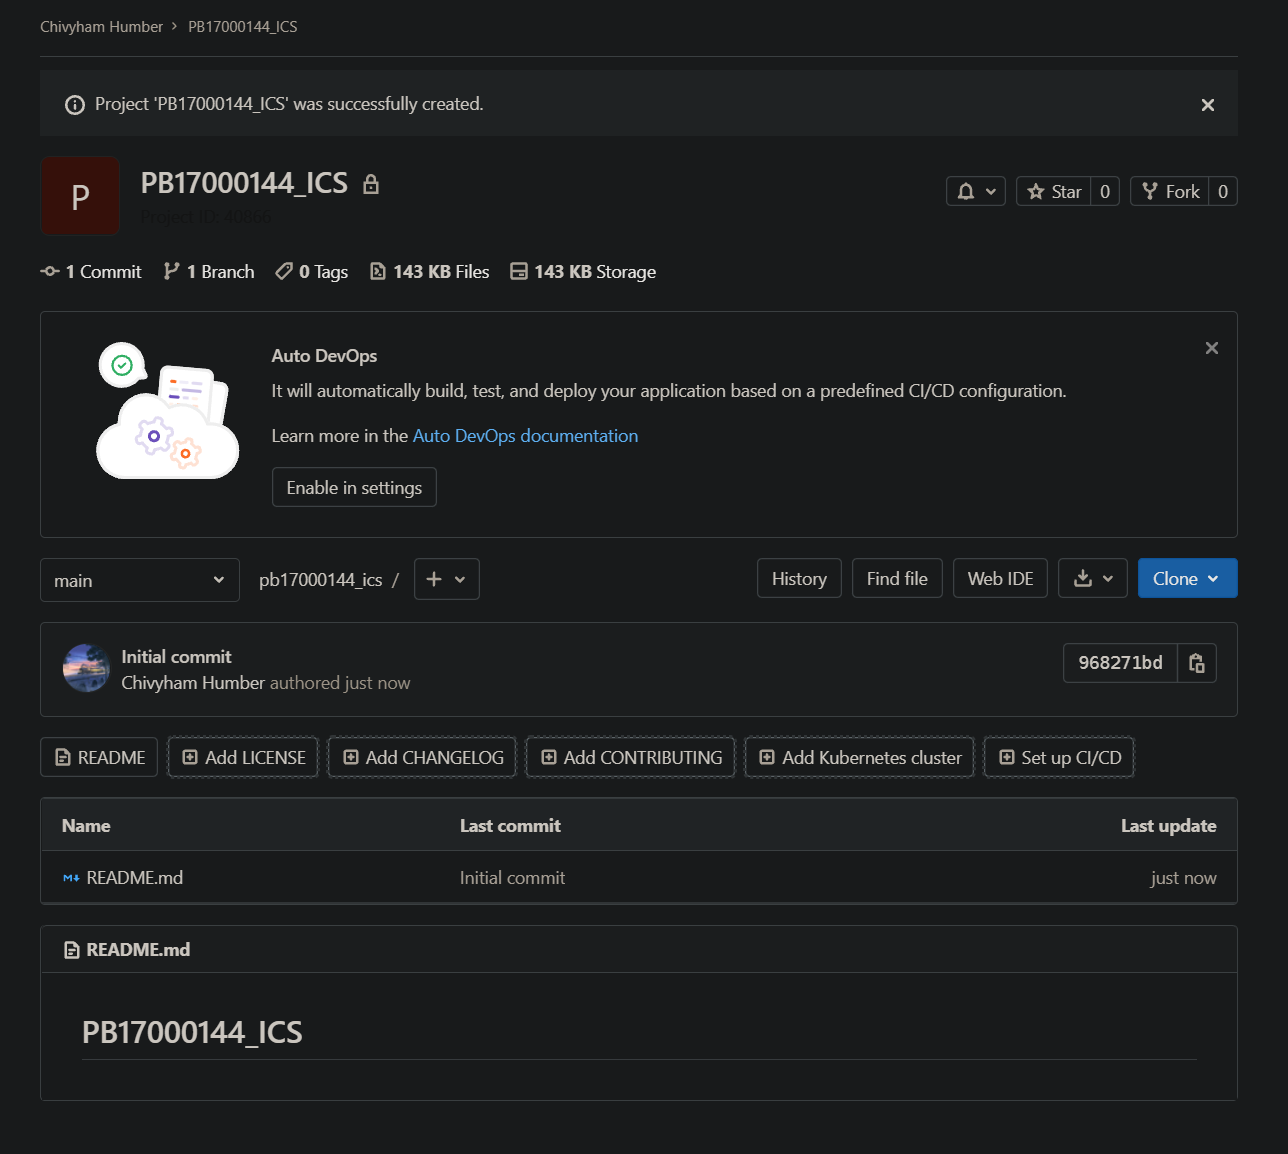 Chivyham Humber > PB17000144_ICS
Project 'PB17000144_ICS' was successfully created.
P
PB17000144_ICS
Project ID: 40866
Star 0
Fork 0
1 Commit 1 Branch 0 Tags 143 KB Files 143 KB Storage
Auto DevOps
It will automatically build, test, and deploy your application based on a predefined CI/CD configuration.
Learn more in the Auto DevOps documentation
Enable in settings
main pb17000144_ics / + History Find file Web IDE Clone
Initial commit
Chivyham Humber authored just now
968271bd
README Add LICENSE Add CHANGELOG Add CONTRIBUTING Add Kubernetes cluster Set up CI/CD
Name Last commit Last update
README.md Initial commit just now
README.md
PB17000144_ICS